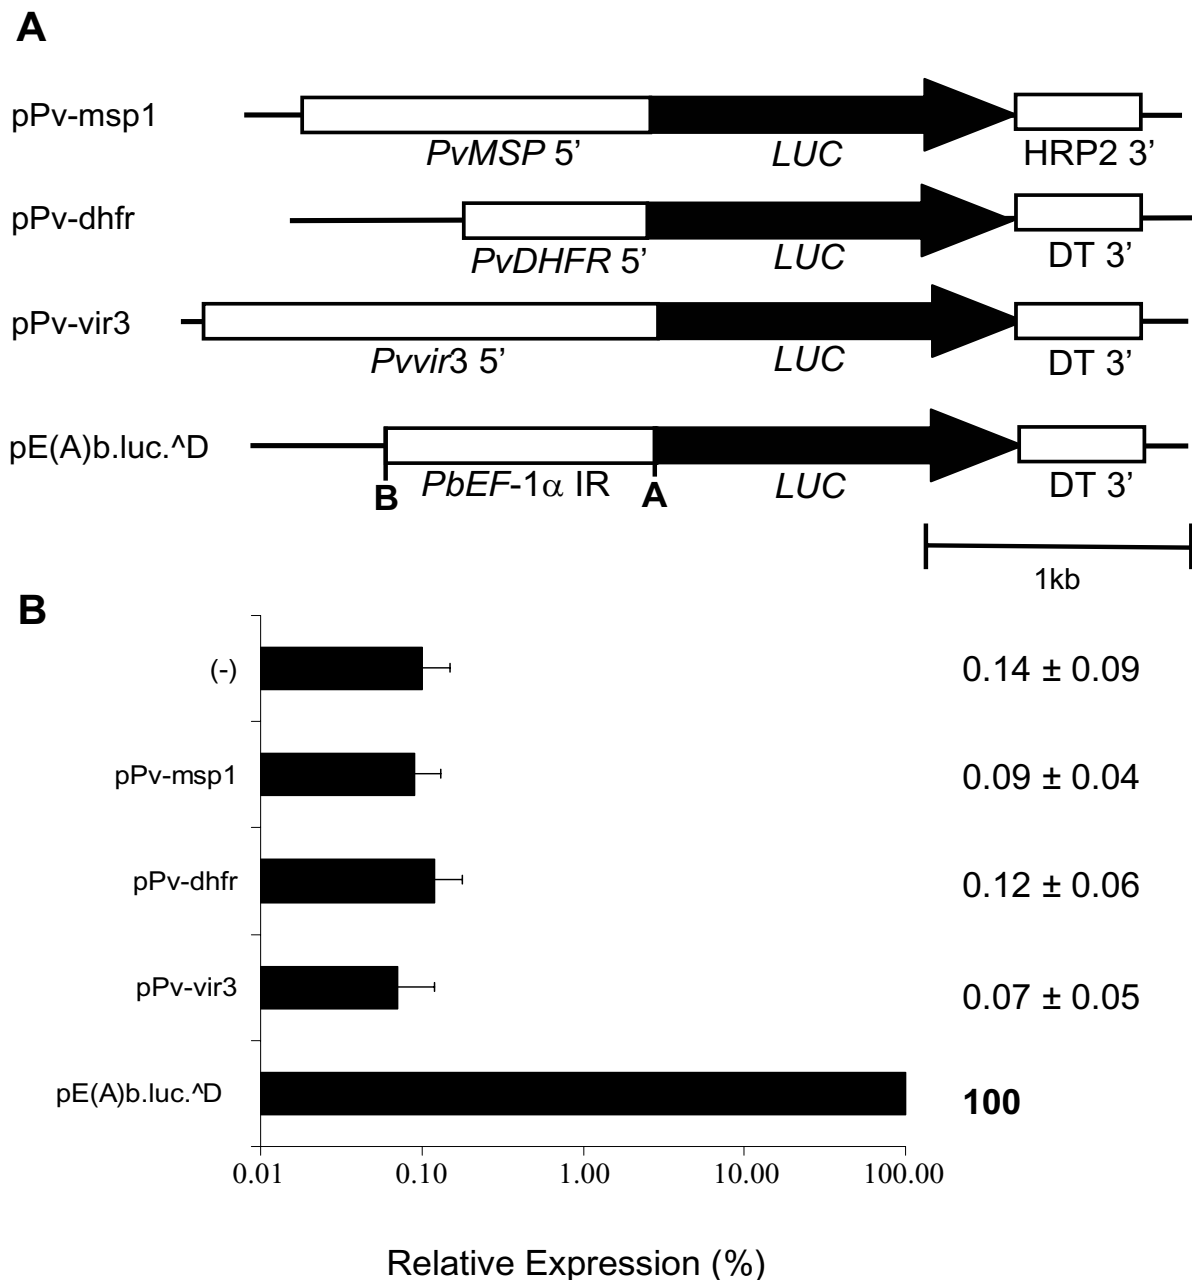 A
pPv-msp1
PvMSP 5’ LUC HRP2 3’
pPv-dhfr
PvDHFR 5’ LUC DT 3’
pPv-vir3
Pvvir3 5’ LUC DT 3’
pE(A)b.luc.^D
B PbEF-1α IR A LUC DT 3’
1kb
B
(-) 0.14 ± 0.09
pPv-msp1 0.09 ± 0.04
pPv-dhfr 0.12 ± 0.06
pPv-vir3 0.07 ± 0.05
pE(A)b.luc.^D 100
0.01 0.10 1.00 10.00 100.00
Relative Expression (%)